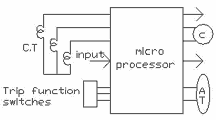 C.T
input
micro
processor
C
Trip function
switches
A
T